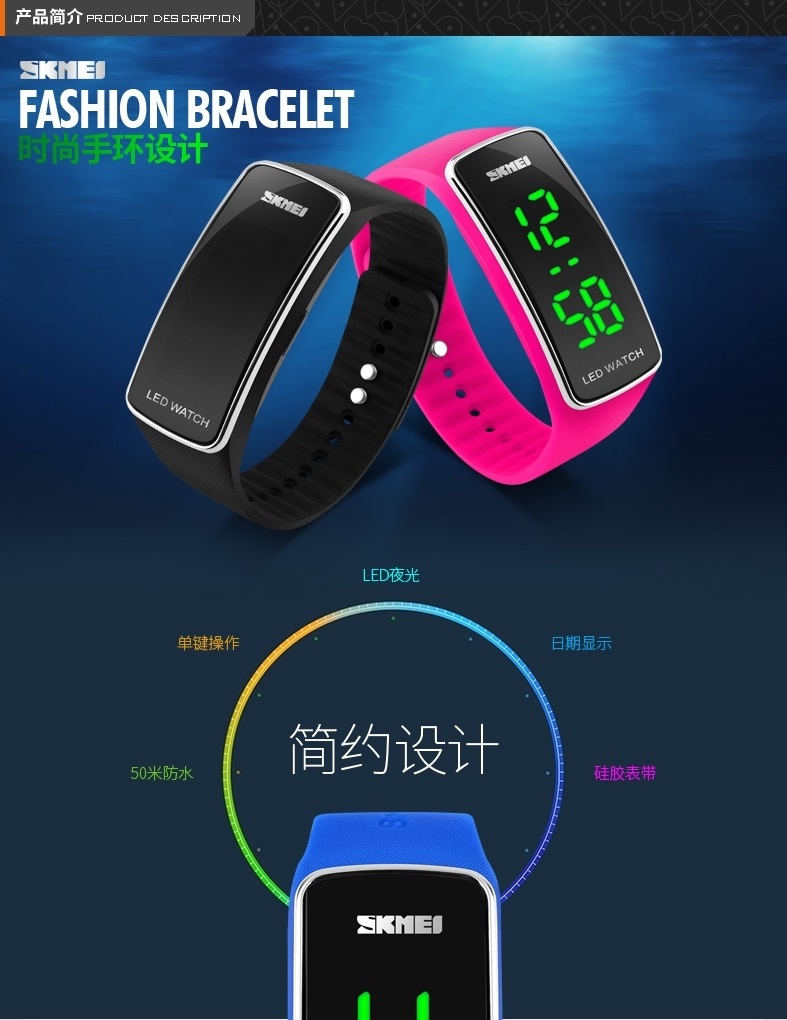 产品简介 PRODUCT DESCRIPTION
SKMEI
FASHION BRACELET
时尚手环设计
SKMEI
LED WATCH
SKMEI
12:58
LED WATCH
LED夜光
单键操作
日期显示
简约设计
50米防水
硅胶表带
SKMEI